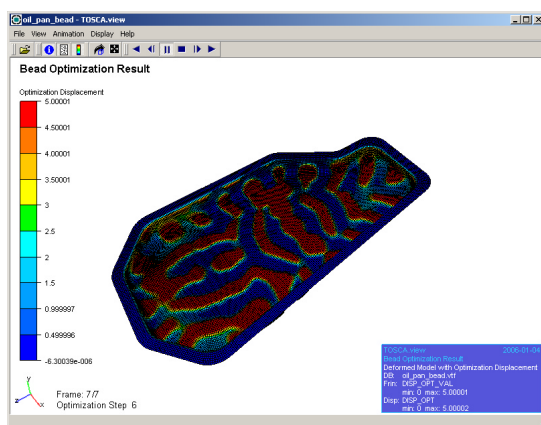 oil_pan_bead - TOSCA.view
File View Animation Display Help
Bead Optimization Result
Optimization Displacement
5.00001
4.50001
4.00001
3.50001
3
2.5
2
1.5
0.999997
0.499996
-6.30039e-006
y
z
x
Frame: 7/7
Optimization Step 6
TOSCA.view 2006-01-04
Bead Optimization Result
Deformed Model with Optimization Displacement
DB: oil_pan_bead.vtf
Frin: DISP_OPT_VAL
min: 0 max: 5.00001
Disp: DISP_OPT
min: 0 max: 5.00002